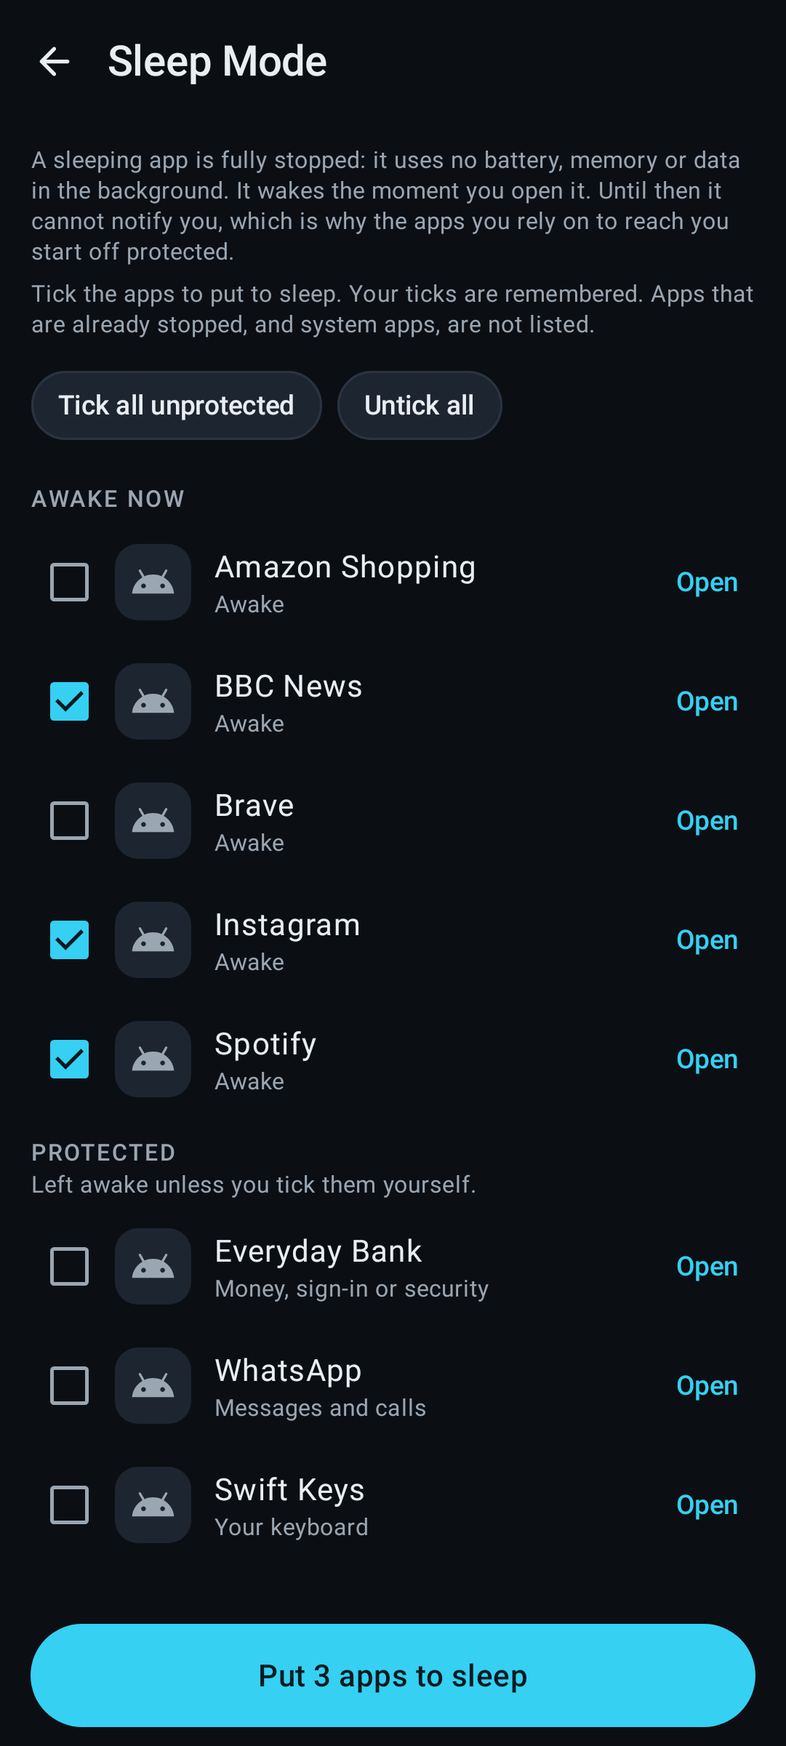 Sleep Mode
A sleeping app is fully stopped: it uses no battery, memory or data
in the background. It wakes the moment you open it. Until then it
cannot notify you, which is why the apps you rely on to reach you
start off protected.
Tick the apps to put to sleep. Your ticks are remembered. Apps that
are already stopped, and system apps, are not listed.
Tick all unprotected Untick all
AWAKE NOW
Amazon Shopping
Awake
Open
BBC News
Awake
Open
Brave
Awake
Open
Instagram
Awake
Open
Spotify
Awake
Open
PROTECTED
Left awake unless you tick them yourself.
Everyday Bank
Money, sign-in or security
Open
WhatsApp
Messages and calls
Open
Swift Keys
Your keyboard
Open
Put 3 apps to sleep